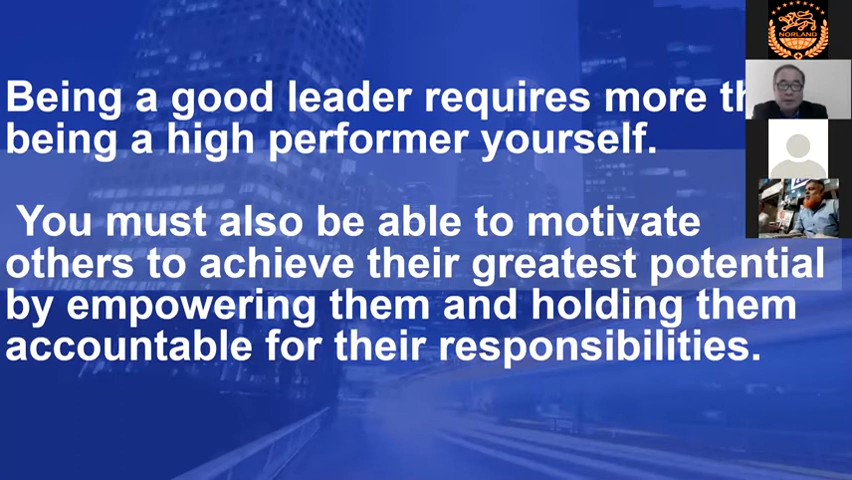 Being a good leader requires more
being a high performer yourself.
You must also be able to motivate
others to achieve their greatest potential
by empowering them and holding them
accountable for their responsibilities.
NORLAND